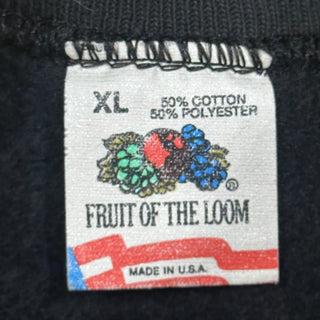 XL
50% COTTON
50% POLYESTER
®
FRUIT OF THE LOOM
MADE IN U.S.A.